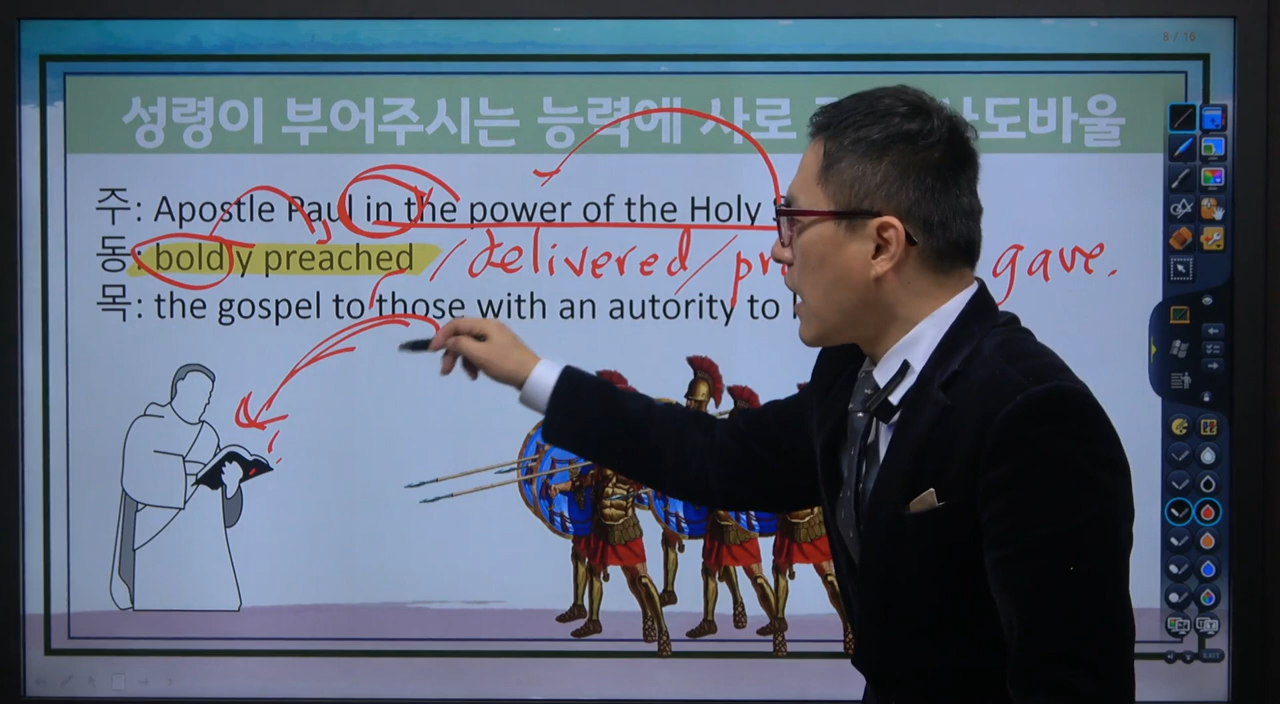 8 / 16
성령이 부어주시는 능력에 사로 도바울
주: Apostle Paul in the power of the Holy
동: boldly preached / delivered / gave.
목: the gospel to those with an autority to
EXIT